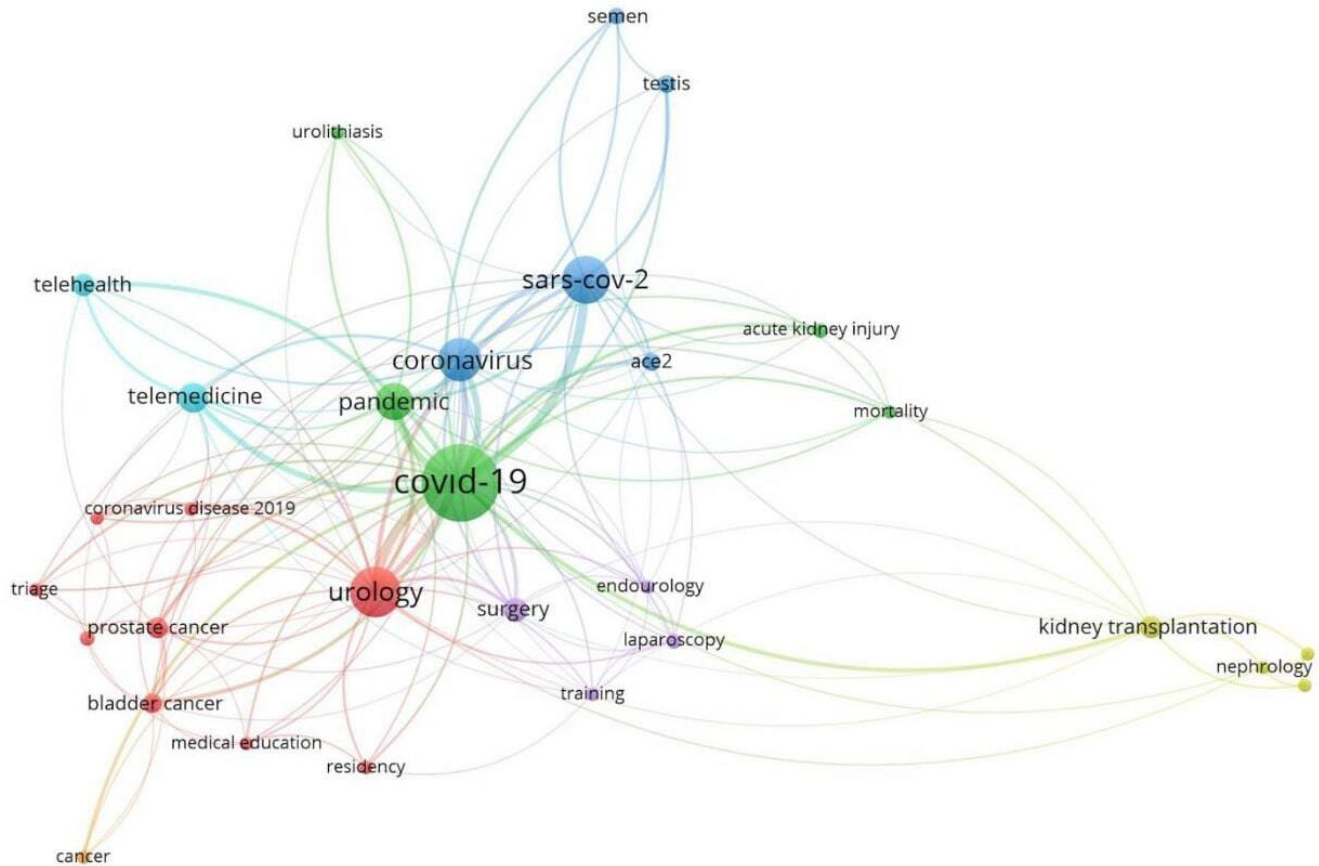 semen
testis
urolithiasis
sars-cov-2
telehealth
acute kidney injury
coronavirus
ace2
telemedicine
pandemic
mortality
covid-19
coronavirus disease 2019
triage
urology
endourology
surgery
prostate cancer
kidney transplantation
laparoscopy
nephrology
training
bladder cancer
medical education
residency
cancer